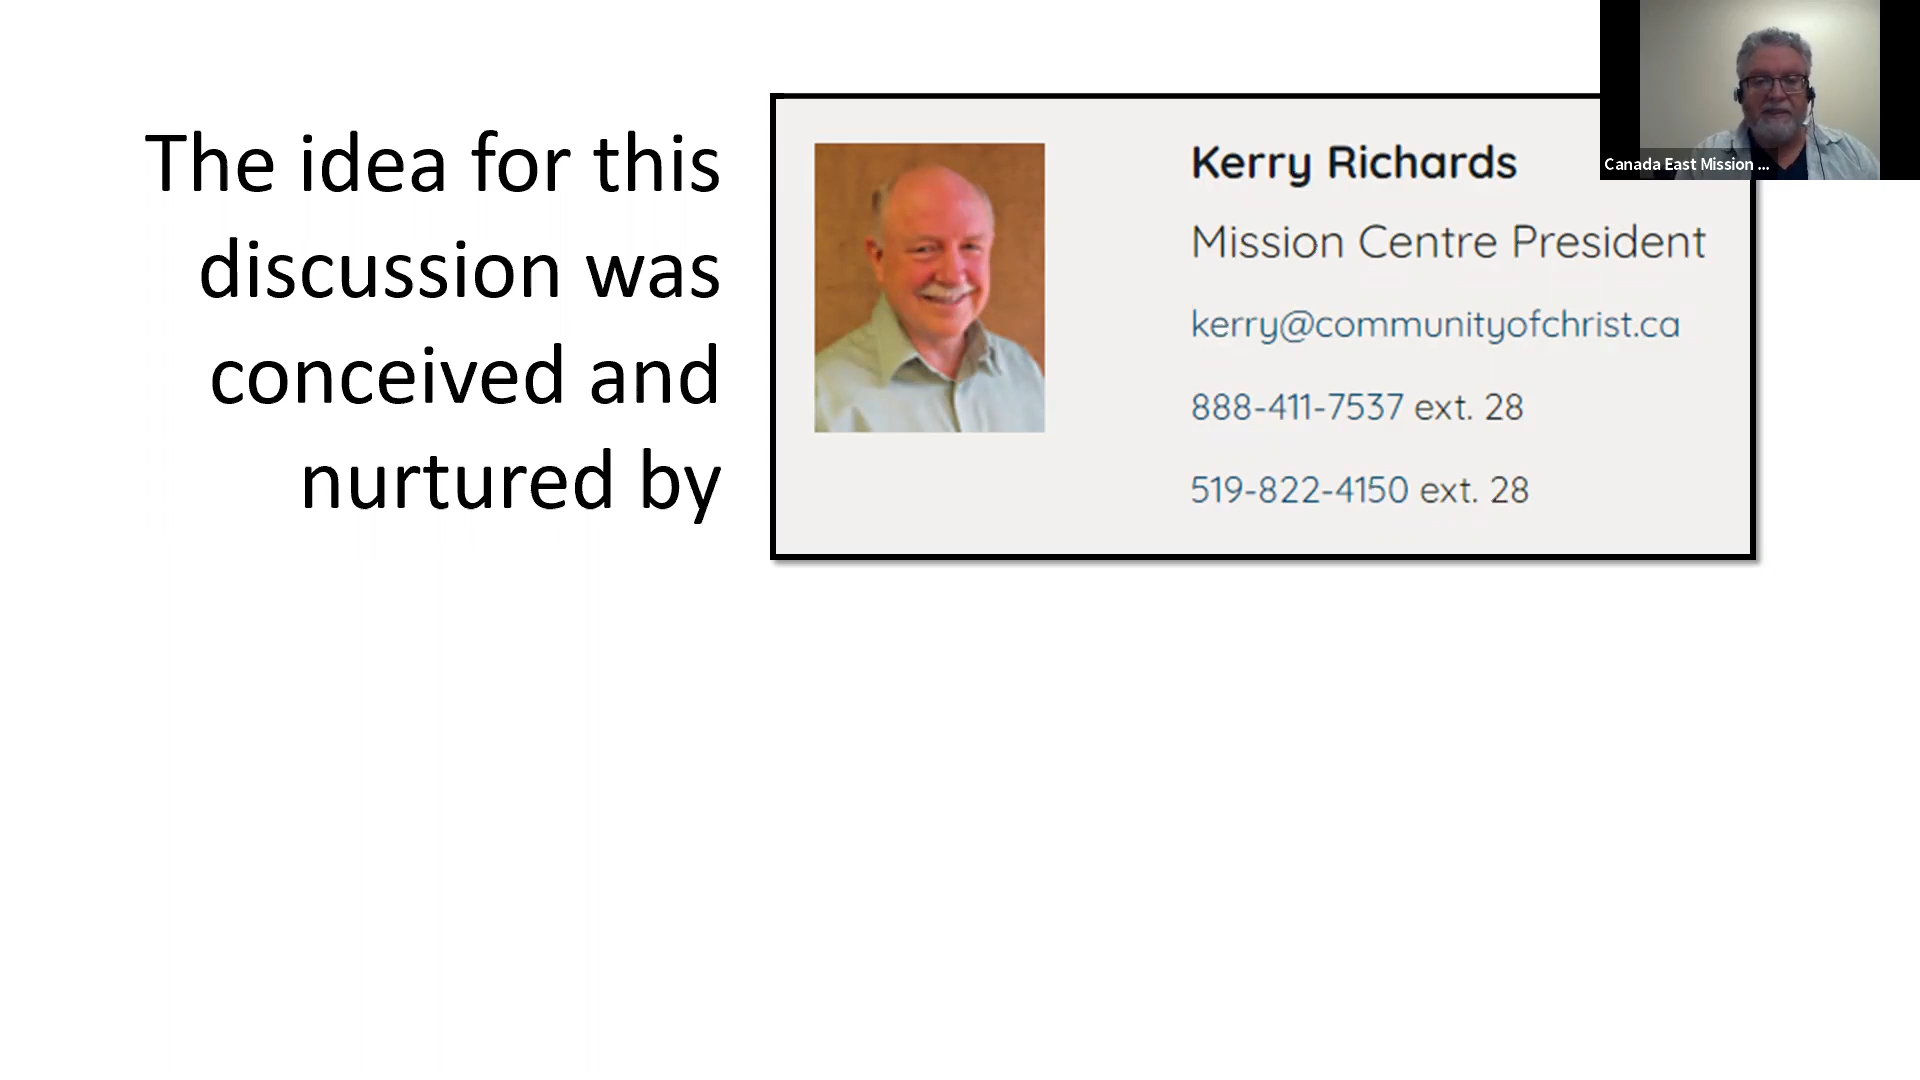 The idea for this
discussion was
conceived and
nurtured by
Kerry Richards
Mission Centre President
kerry@communityofchrist.ca
888-411-7537 ext. 28
519-822-4150 ext. 28
Canada East Mission ...